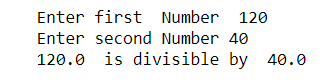 Enter first  Number  120
Enter second Number 40
120.0  is divisible by  40.0